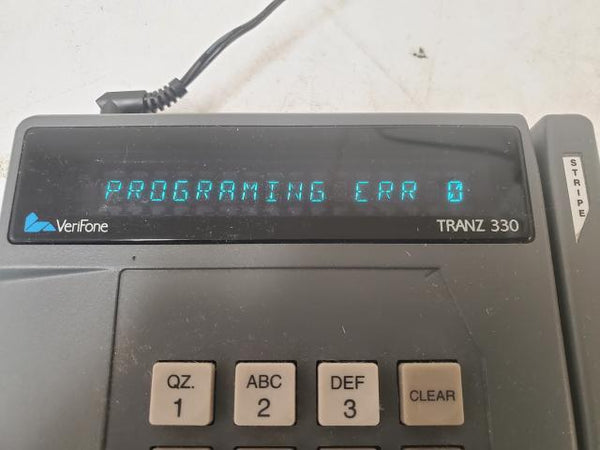 PROGRAMING ERR 0
VeriFone TRANZ 330
STRIPE
QZ. ABC DEF CLEAR
1 2 3